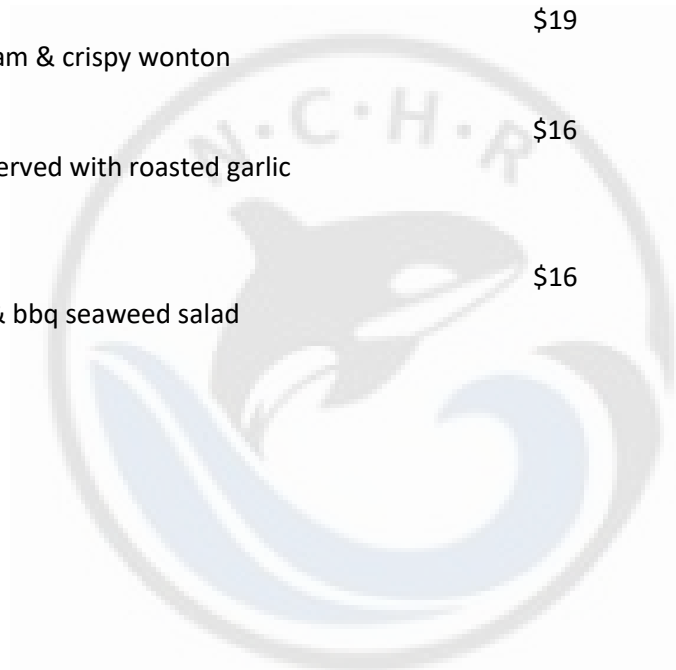 $19
am & crispy wonton
$16
erved with roasted garlic
$16
& bbq seaweed salad
N·C·H·R